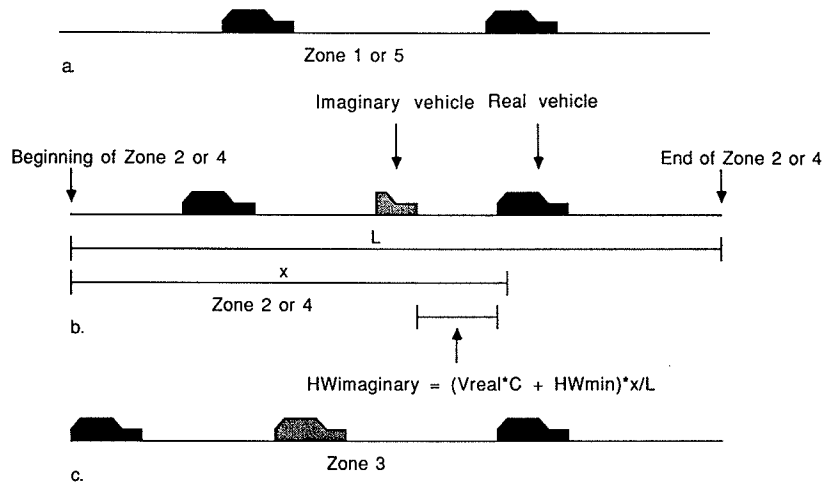 Zone 1 or 5
a.
Imaginary vehicle Real vehicle
Beginning of Zone 2 or 4
End of Zone 2 or 4
L
x
Zone 2 or 4
b.
HWimaginary = (Vreal*C + HWmin)*x/L
Zone 3
c.